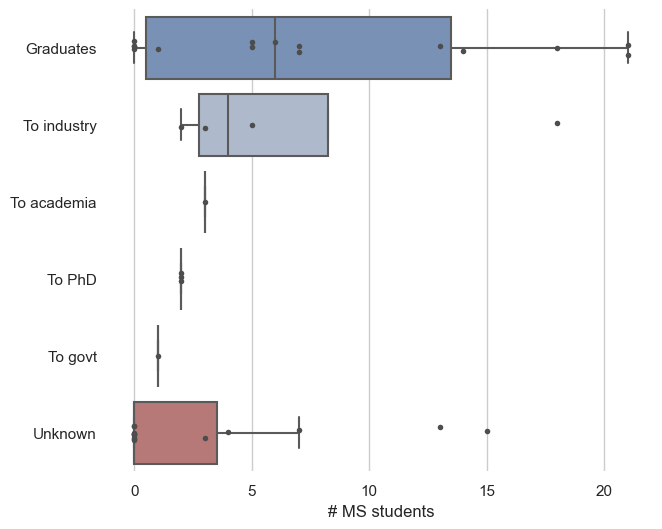 Graduates
To industry
To academia
To PhD
To govt
Unknown
0 5 10 15 20
# MS students